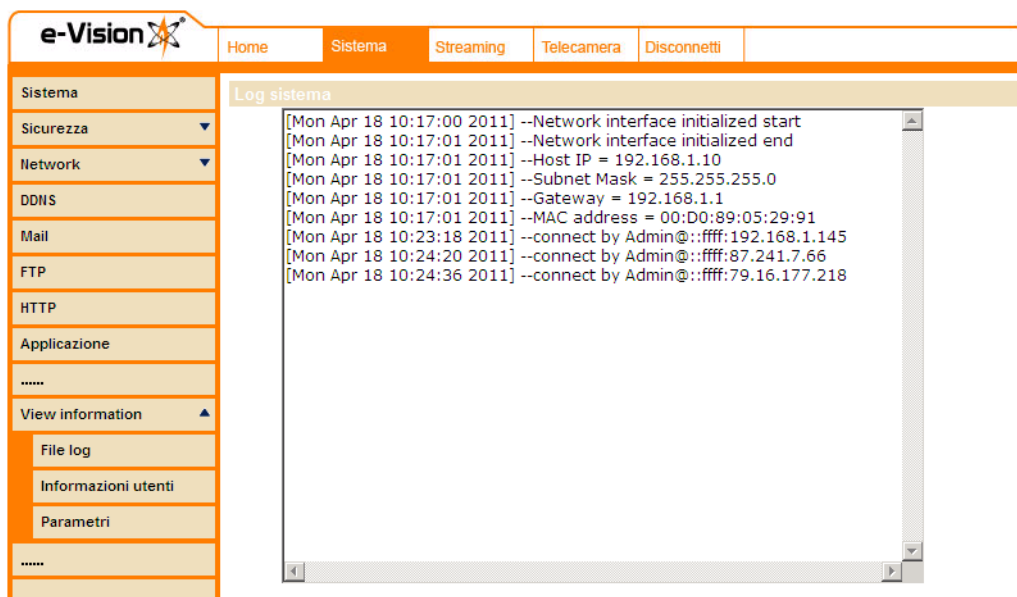 e-Vision
Home
Sistema
Streaming
Telecamera
Disconnetti
Sistema
Sicurezza
Network
DDNS
Mail
FTP
HTTP
Applicazione
......
View information
File log
Informazioni utenti
Parametri
......
Log sistema
[Mon Apr 18 10:17:00 2011] --Network interface initialized start
[Mon Apr 18 10:17:01 2011] --Network interface initialized end
[Mon Apr 18 10:17:01 2011] --Host IP = 192.168.1.10
[Mon Apr 18 10:17:01 2011] --Subnet Mask = 255.255.255.0
[Mon Apr 18 10:17:01 2011] --Gateway = 192.168.1.1
[Mon Apr 18 10:17:01 2011] --MAC address = 00:D0:89:05:29:91
[Mon Apr 18 10:23:18 2011] --connect by Admin@::ffff:192.168.1.145
[Mon Apr 18 10:24:20 2011] --connect by Admin@::ffff:87.241.7.66
[Mon Apr 18 10:24:36 2011] --connect by Admin@::ffff:79.16.177.218